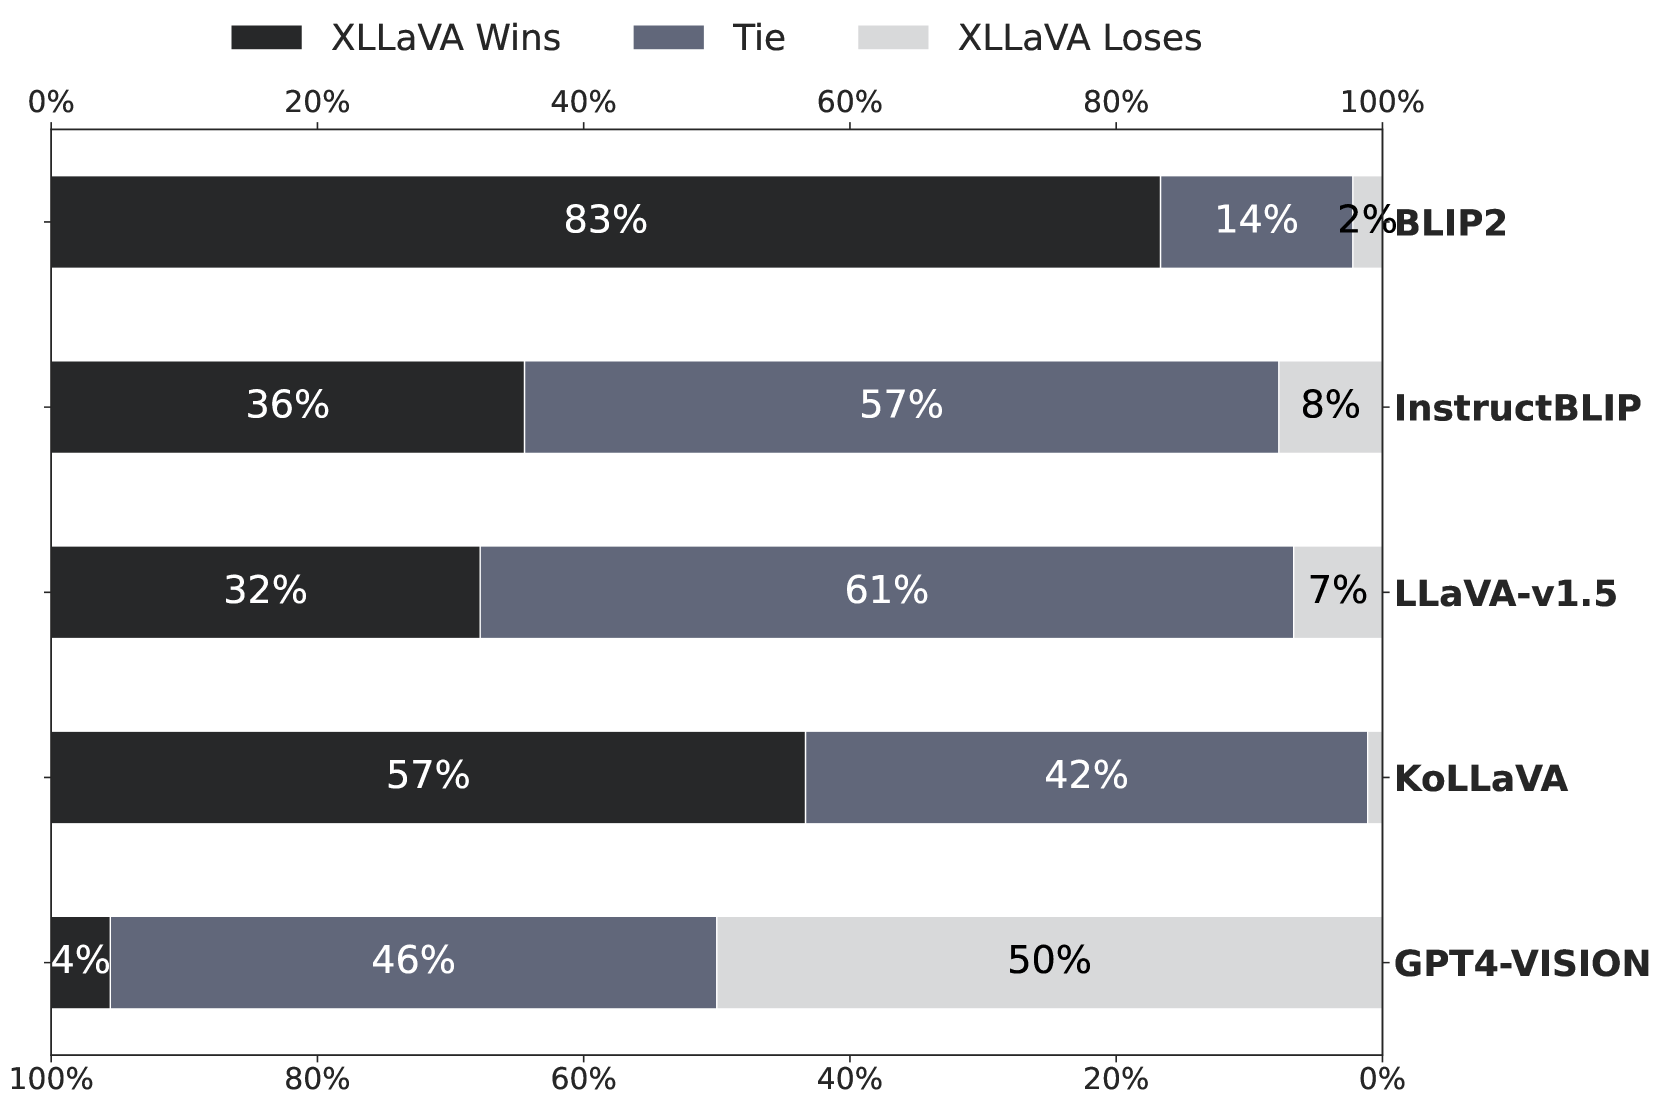 XLLaVA Wins Tie XLLaVA Loses
0% 20% 40% 60% 80% 100%
83% 14% 2% BLIP2
36% 57% 8% InstructBLIP
32% 61% 7% LLaVA-v1.5
57% 42% KoLLaVA
4% 46% 50% GPT4-VISION
100% 80% 60% 40% 20% 0%